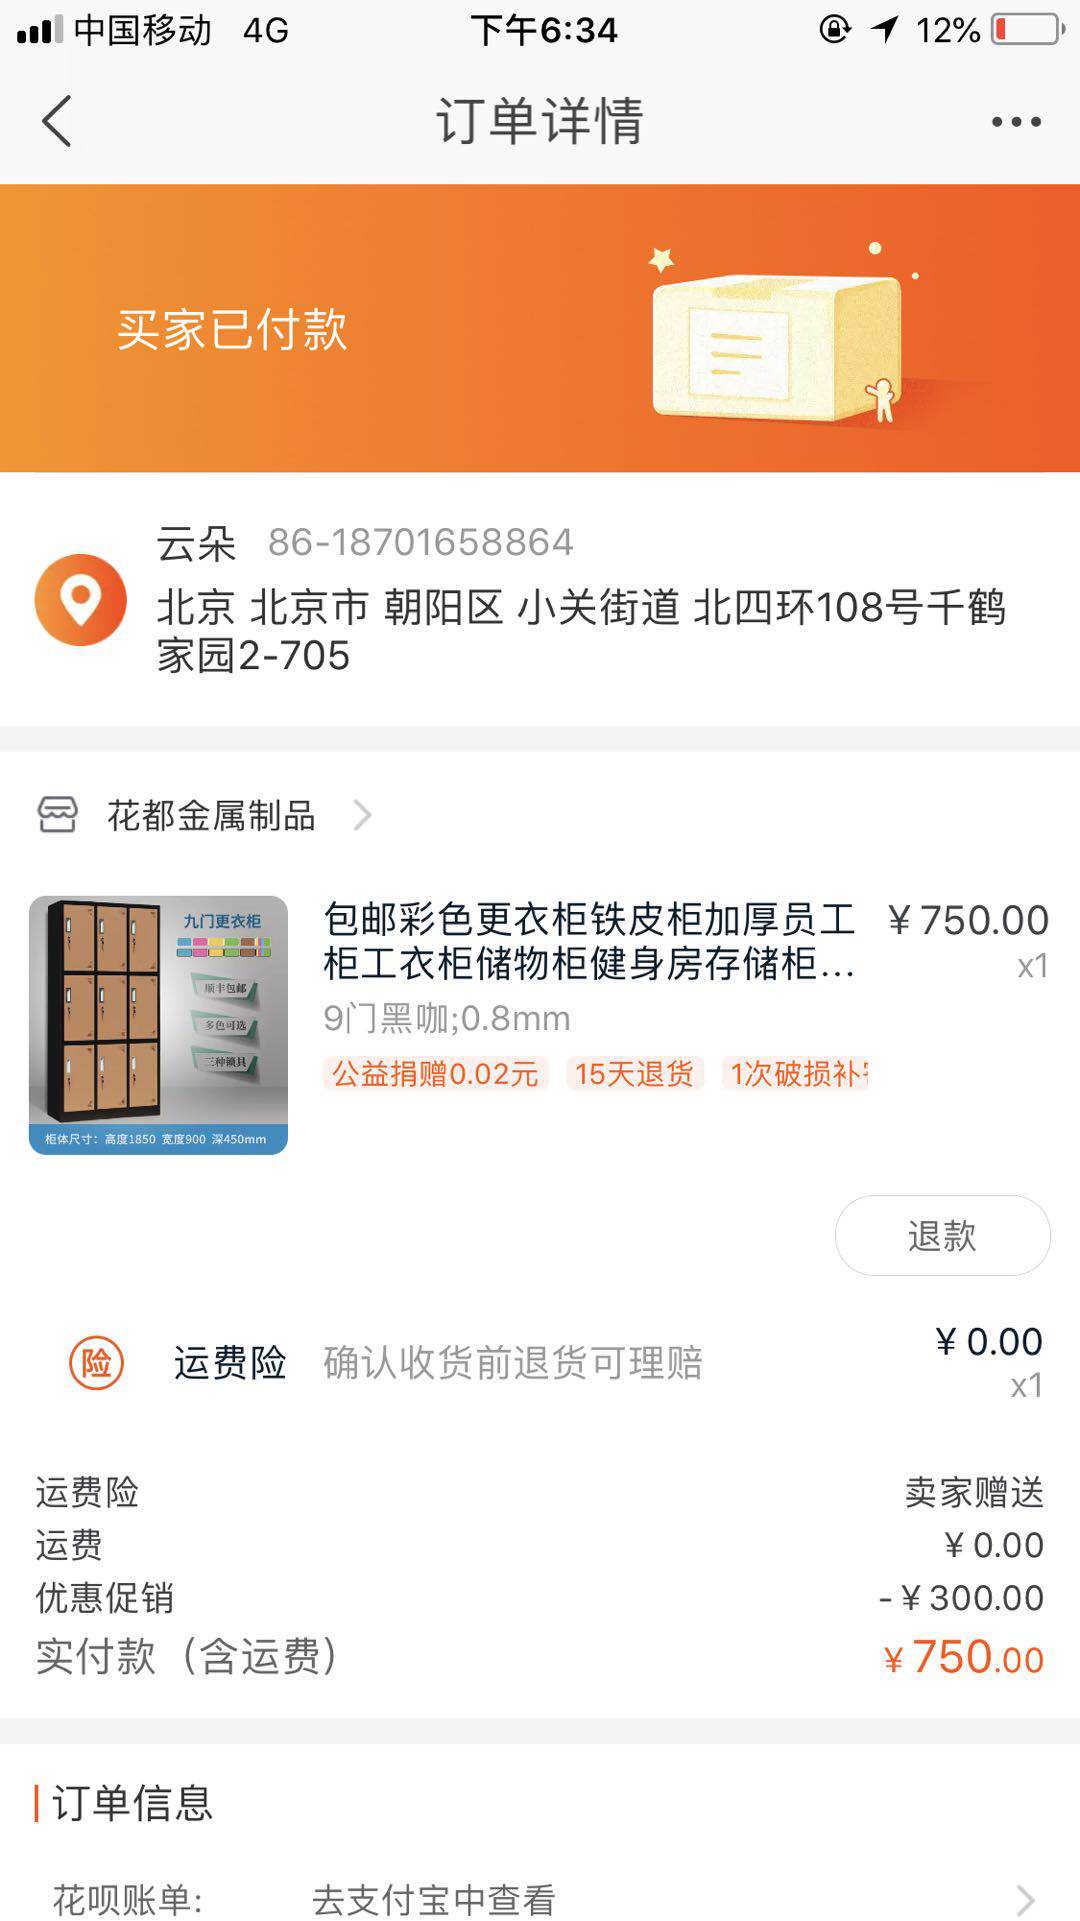 中国移动 4G 下午6:34 12%
订单详情
买家已付款
云朵 86-18701658864
北京 北京市 朝阳区 小关街道 北四环108号千鹤
家园2-705
花都金属制品
九门更衣柜
顺丰包邮
多色可选
三种锁具
柜体尺寸：高度1850 宽度900 深450mm
包邮彩色更衣柜铁皮柜加厚员工 ¥750.00
柜工衣柜储物柜健身房存储柜... x1
9门黑咖;0.8mm
公益捐赠0.02元 15天退货 1次破损补
退款
险 运费险 确认收货前退货可理赔 ¥0.00
x1
运费险 卖家赠送
运费 ¥0.00
优惠促销 -¥300.00
实付款（含运费） ¥750.00
订单信息
花呗账单: 去支付宝中查看